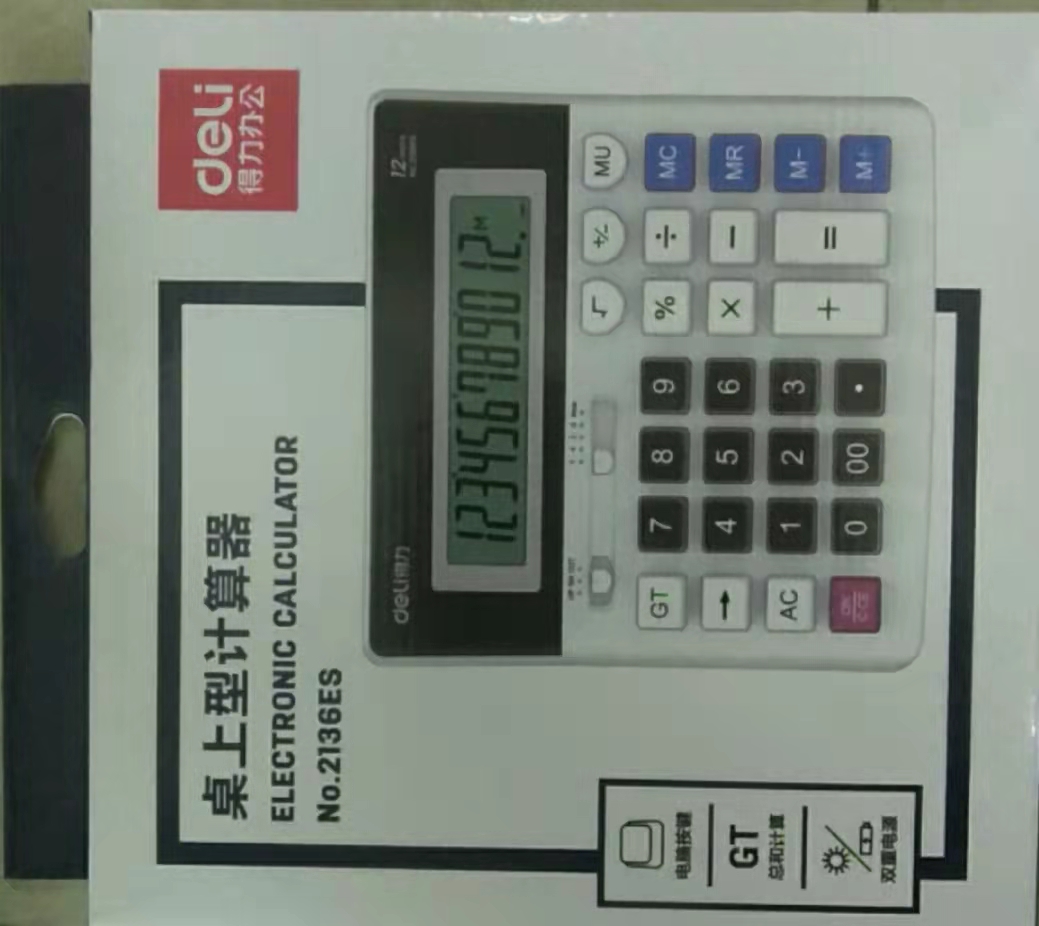 deli
得力办公
桌上型计算器
ELECTRONIC CALCULATOR
No.2136ES
deli得力
12
1234567890 12.
M
MU
GT 7 8 9 % ÷ MC
→ 4 5 6 × − MR
AC 1 2 3 + = M−
0 00 • M+
√ +/-
电脑按键
GT
总和计算
双重电源